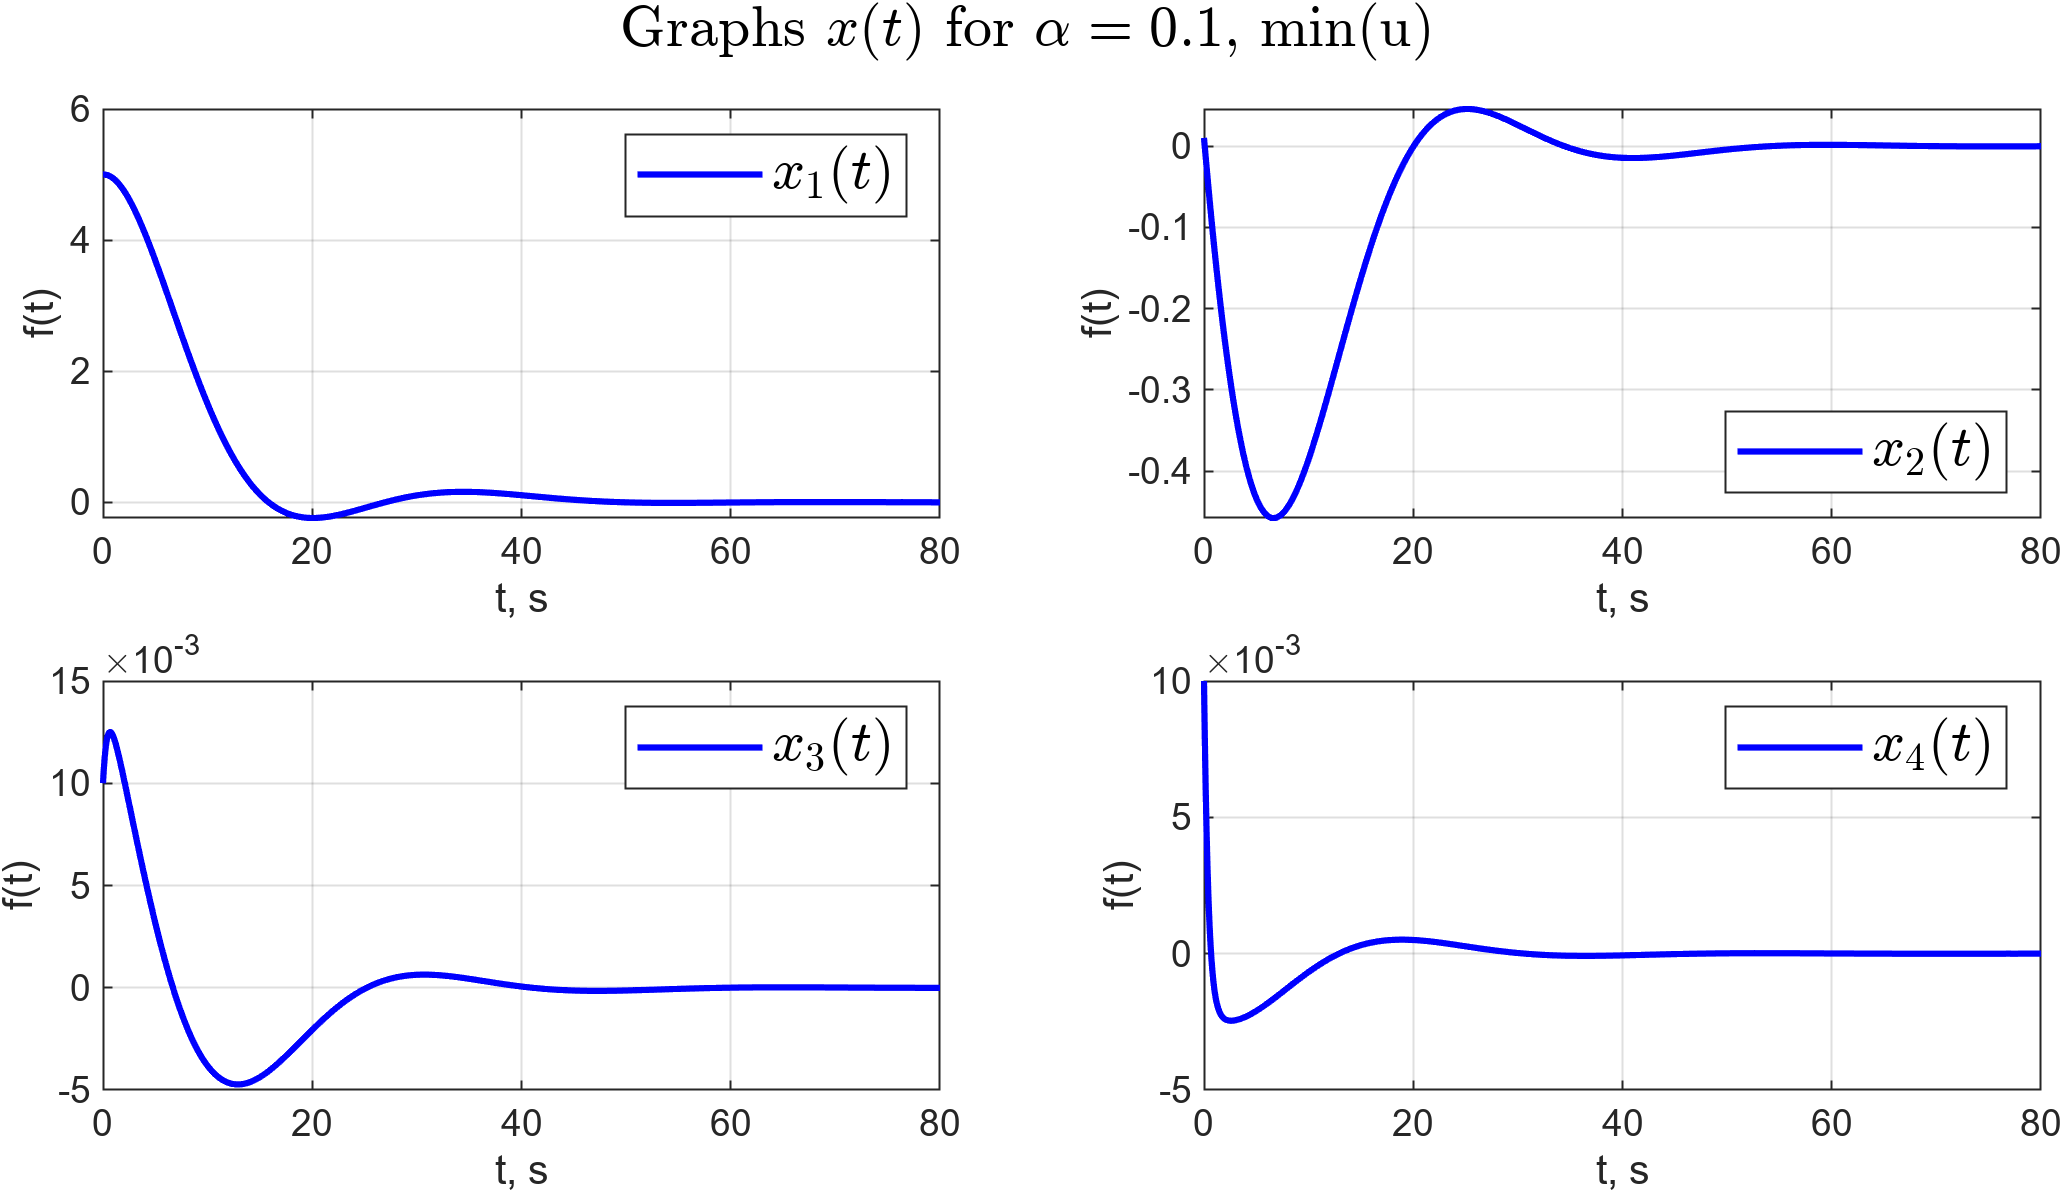 Graphs x(t) for α = 0.1, min(u)
6
4
2
0
f(t)
x₁(t)
0 20 40 60 80
t, s
0
-0.1
-0.2
-0.3
-0.4
f(t)
x₂(t)
0 20 40 60 80
t, s
×10⁻³
15
10
5
0
-5
f(t)
x₃(t)
0 20 40 60 80
t, s
×10⁻³
10
5
0
-5
f(t)
x₄(t)
0 20 40 60 80
t, s